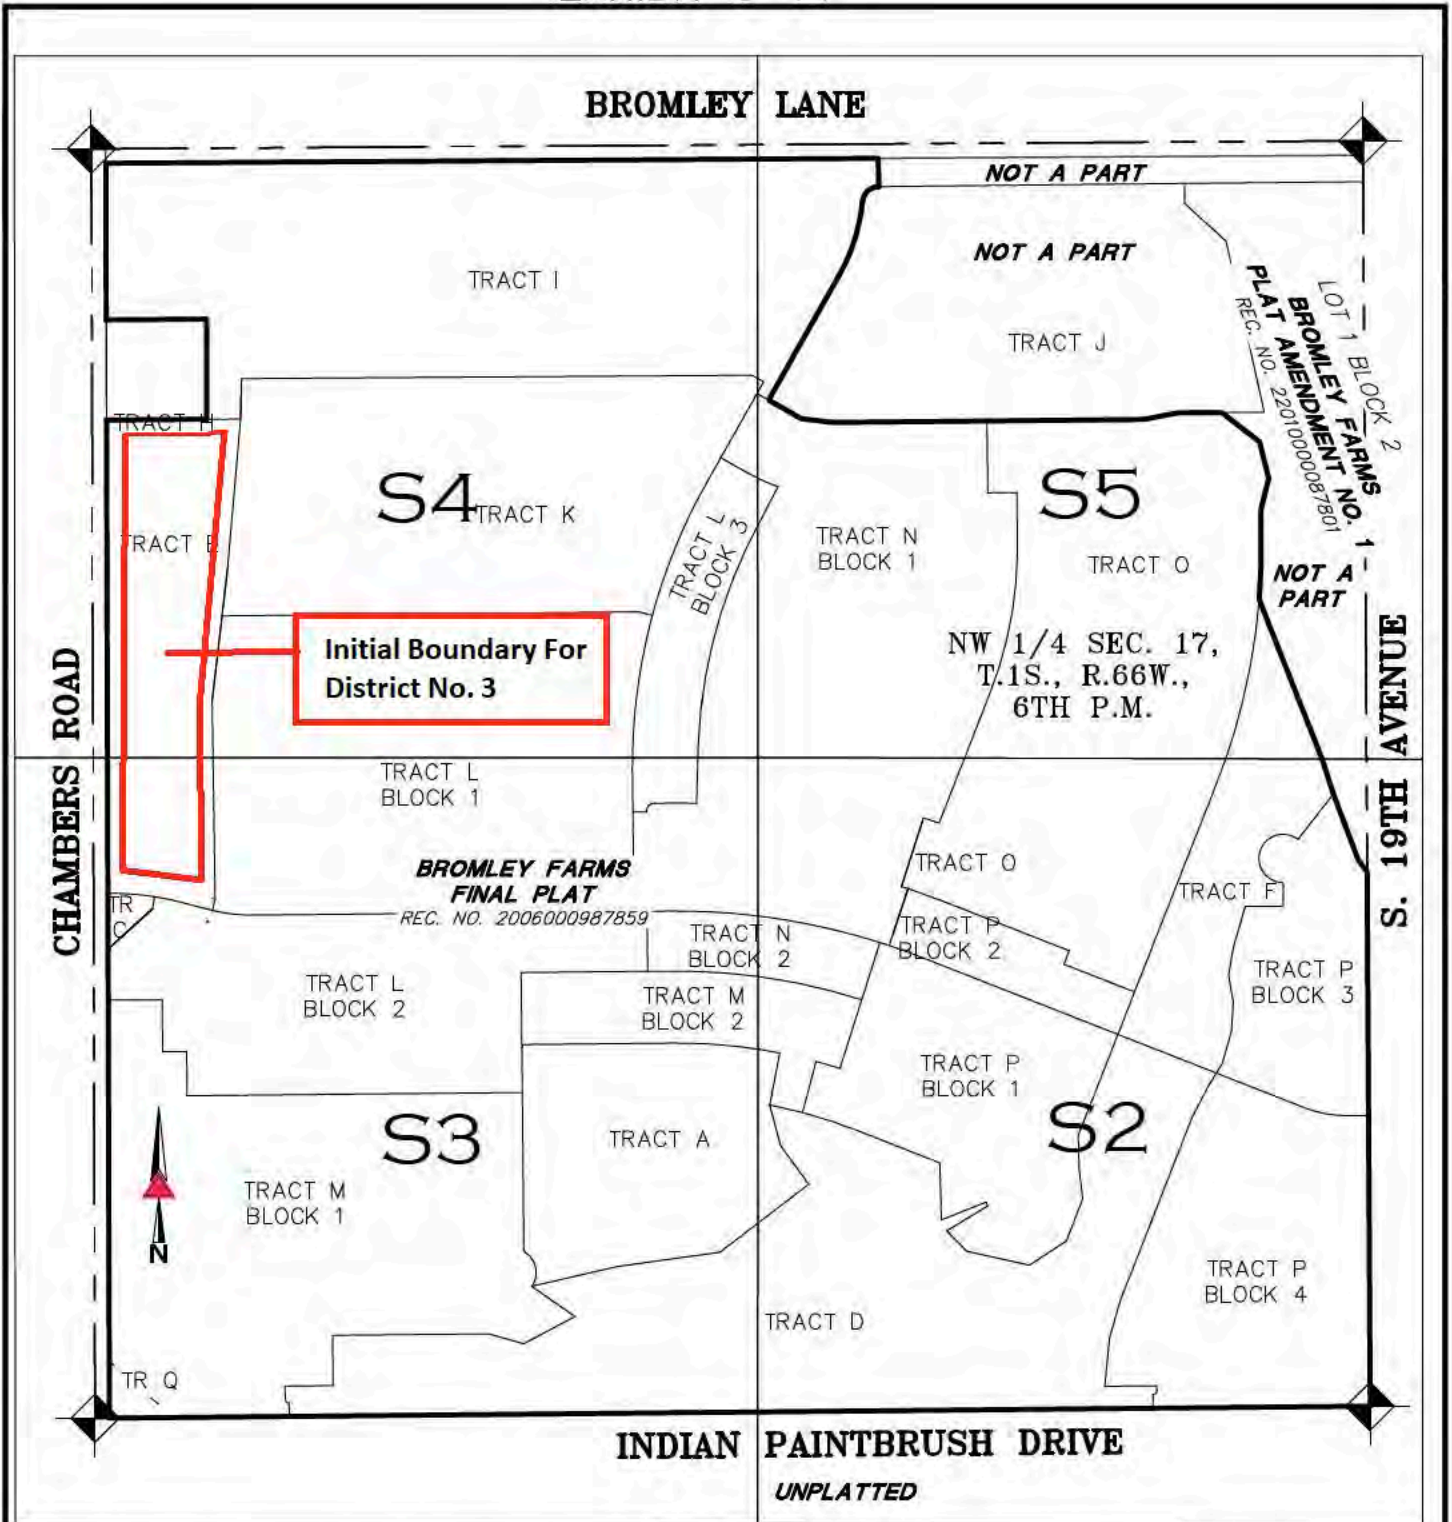 BROMLEY LANE
NOT A PART
NOT A PART
TRACT I
TRACT J
LOT 1 BLOCK 2
BROMLEY FARMS
PLAT AMENDMENT NO. 1
REC. NO. 2201000087801
TRACT H
S4
TRACT K
S5
TRACT L
BLOCK 3
TRACT N
BLOCK 1
TRACT E
TRACT O
NOT A
PART
Initial Boundary For
District No. 3
NW 1/4 SEC. 17,
T.1S., R.66W.,
6TH P.M.
CHAMBERS ROAD
S. 19TH AVENUE
TRACT L
BLOCK 1
BROMLEY FARMS
FINAL PLAT
REC. NO. 2006000987859
TRACT O
TRACT F
TR
C
TRACT N
BLOCK 2
TRACT P
BLOCK 2
TRACT L
BLOCK 2
TRACT M
BLOCK 2
TRACT P
BLOCK 3
TRACT P
BLOCK 1
S3
TRACT A
S2
TRACT M
BLOCK 1
N
TRACT P
BLOCK 4
TRACT D
TR Q
INDIAN PAINTBRUSH DRIVE
UNPLATTED